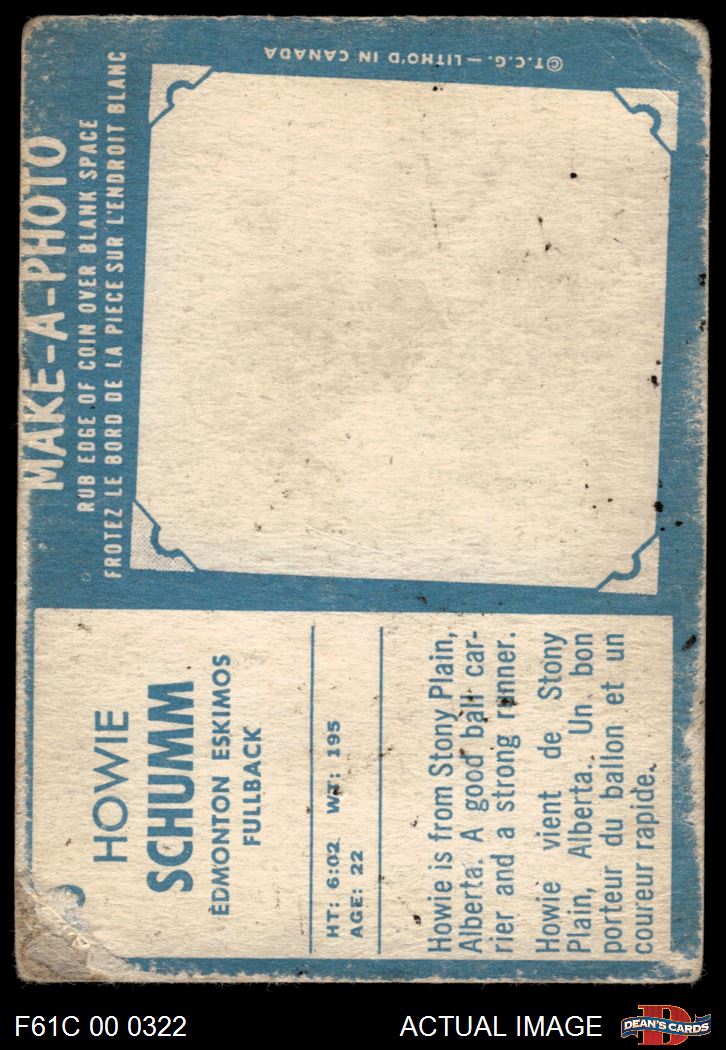 HOWIE
SCHUMM
EDMONTON ESKIMOS
FULLBACK
HT: 6:02 WT: 195
AGE: 22
Howie is from Stony Plain,
Alberta. A good ball car-
rier and a strong runner.
Howie vient de Stony
Plain, Alberta. Un bon
porteur du ballon et un
coureur rapide.
MAKE-A-PHOTO
RUB EDGE OF COIN OVER BLANK SPACE
FROTEZ LE BORD DE LA PIECE SUR L'ENDROIT BLANC
©T.C.G.—LITHO'D IN CANADA
F61C 00 0322
ACTUAL IMAGE
D
DEAN'S CARDS